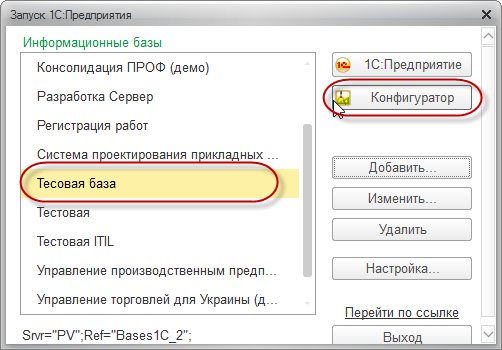 Запуск 1С:Предприятия
Информационные базы
Консолидация ПРОФ (демо)
Разработка Сервер
Регистрация работ
Система проектирования прикладных ...
Тесовая база
Тестовая
Тестовая ITIL
Управление производственным предп...
Управление торговлей для Украины (д...
1С:Предприятие
Конфигуратор
Добавить...
Изменить...
Удалить
Настройка...
Перейти по ссылке
Выход
Srvr="PV";Ref="Bases1C_2";